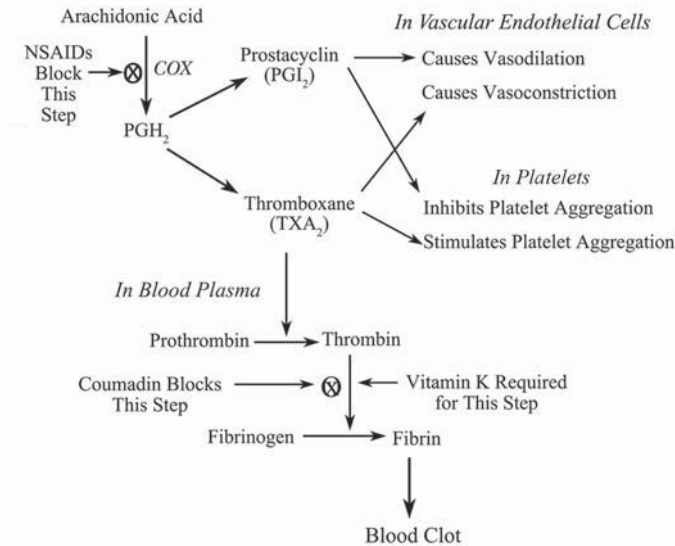 Arachidonic Acid
NSAIDs
Block
This
Step
COX
PGH2
Prostacyclin
(PGI2)
In Vascular Endothelial Cells
Causes Vasodilation
Causes Vasoconstriction
In Platelets
Inhibits Platelet Aggregation
Stimulates Platelet Aggregation
Thromboxane
(TXA2)
In Blood Plasma
Prothrombin
Thrombin
Coumadin Blocks
This Step
Vitamin K Required
for This Step
Fibrinogen
Fibrin
Blood Clot